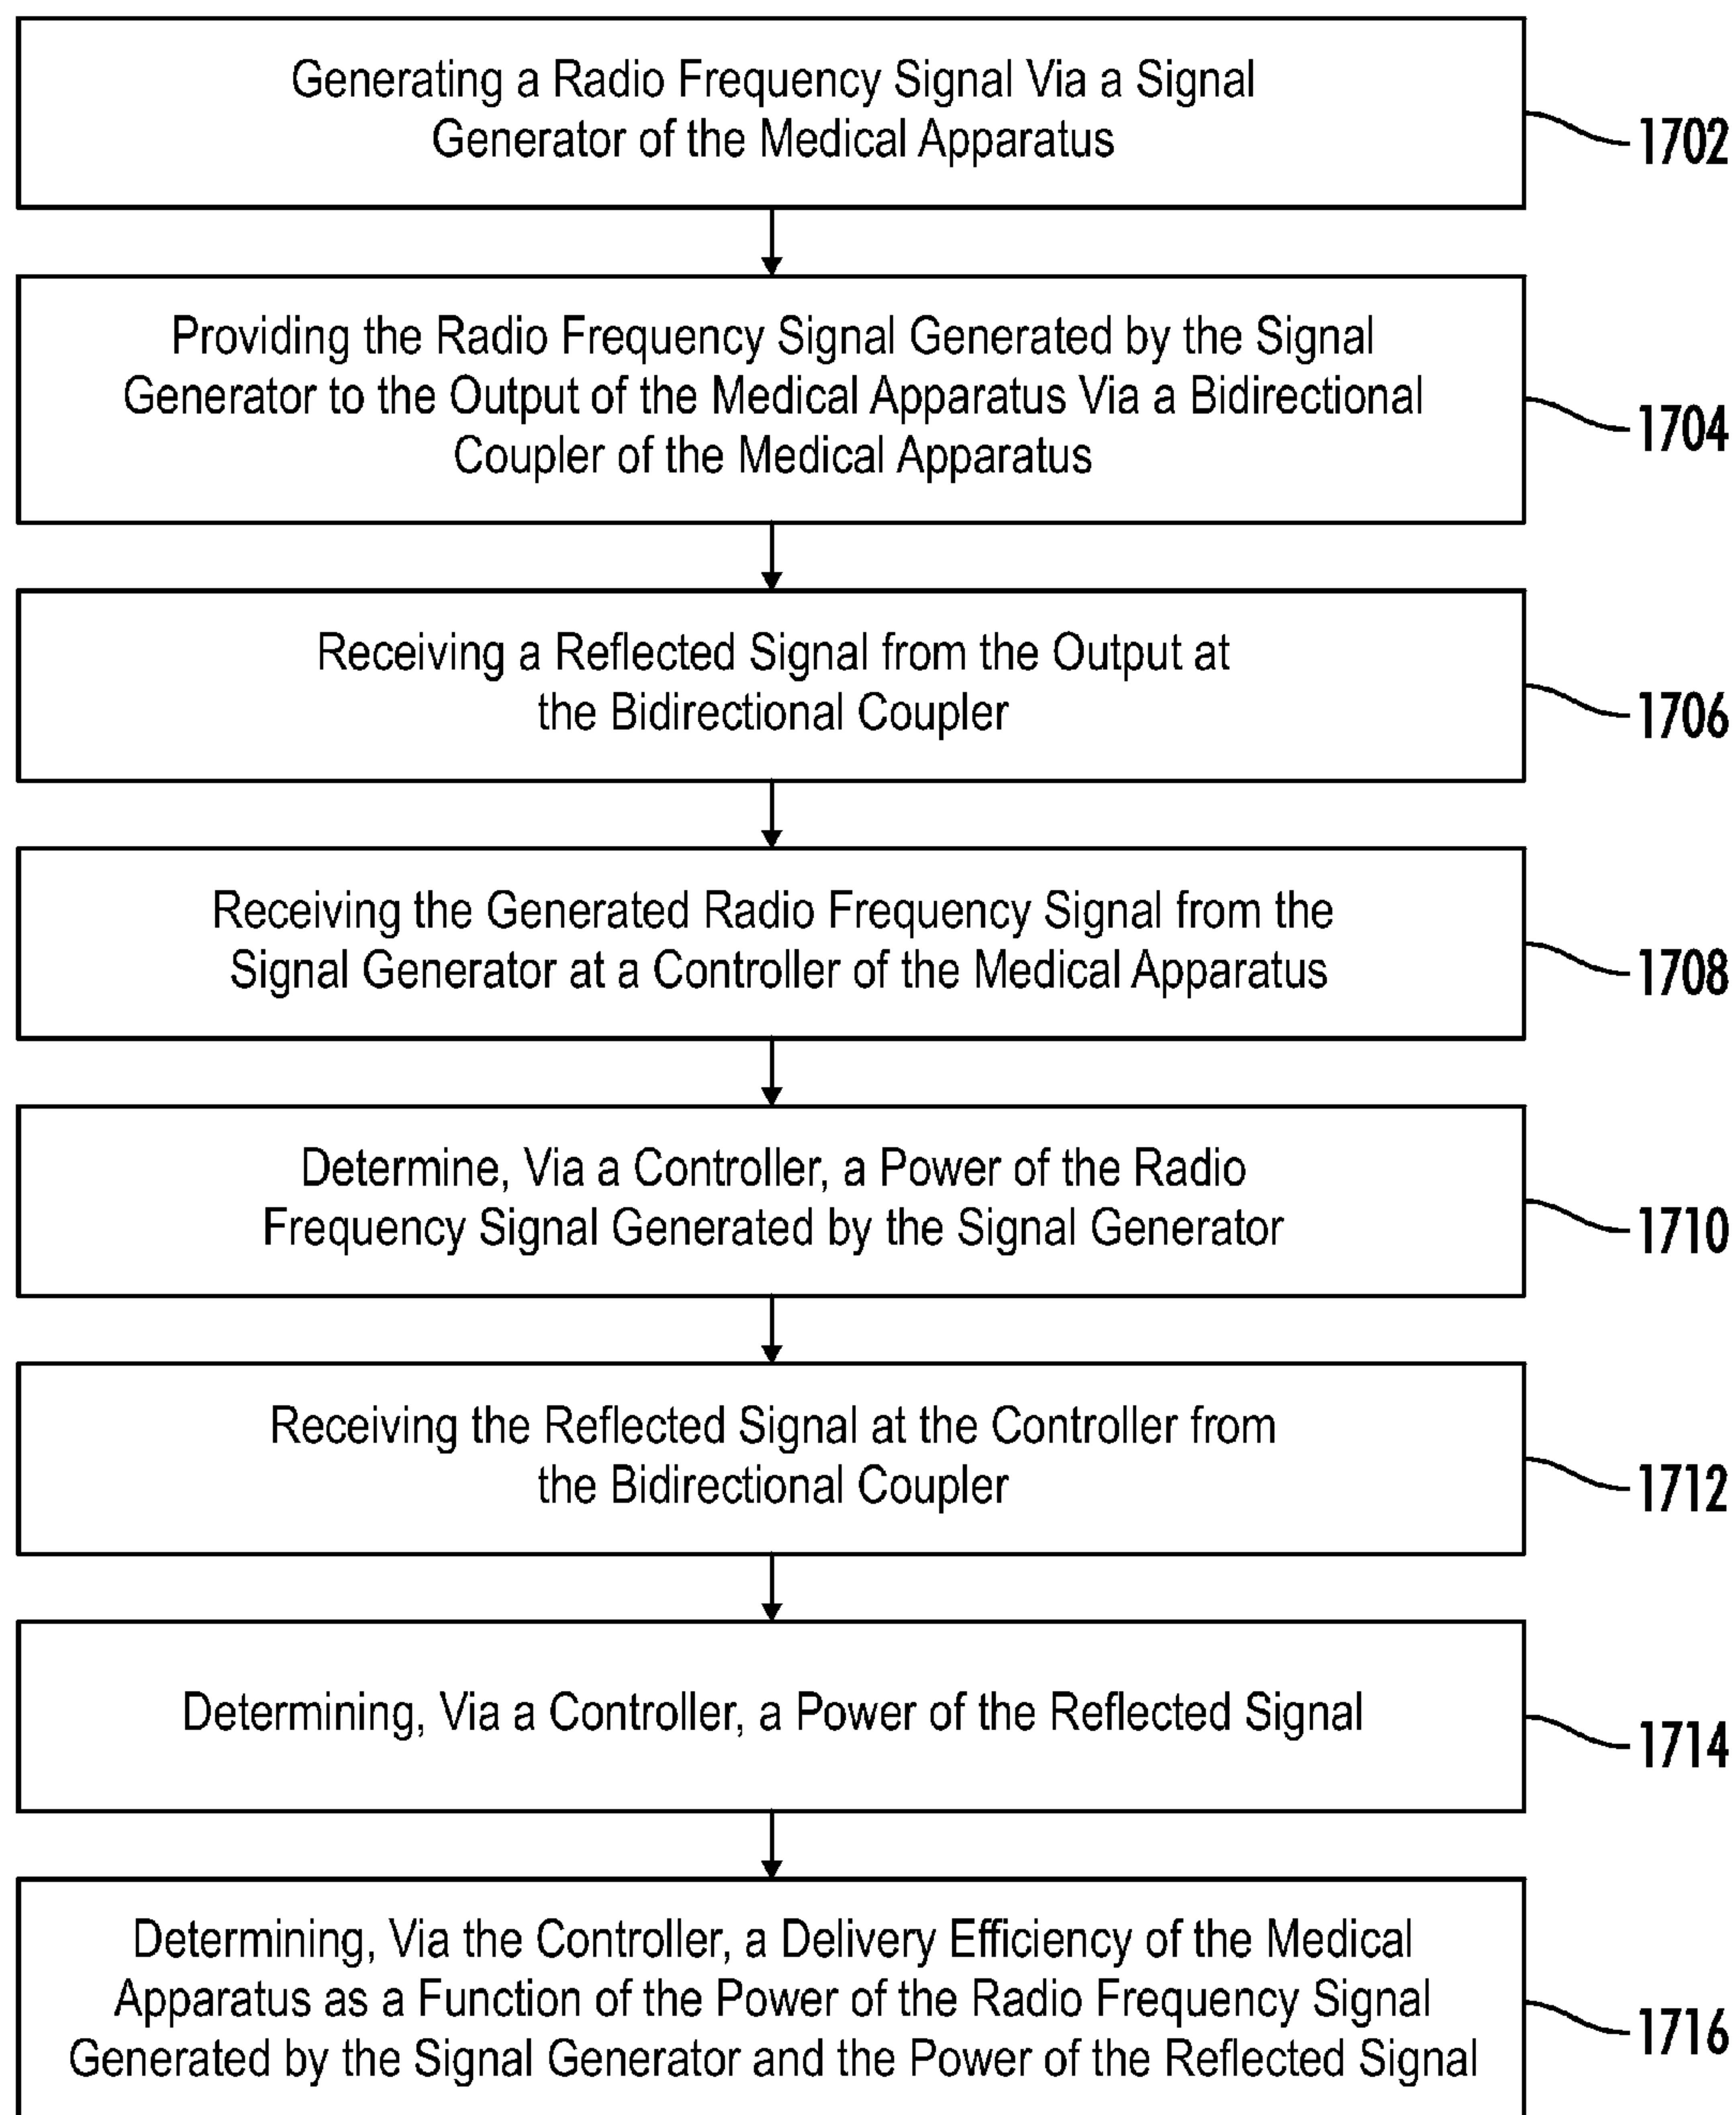 Generating a Radio Frequency Signal Via a Signal
Generator of the Medical Apparatus
1702
Providing the Radio Frequency Signal Generated by the Signal
Generator to the Output of the Medical Apparatus Via a Bidirectional
Coupler of the Medical Apparatus
1704
Receiving a Reflected Signal from the Output at
the Bidirectional Coupler
1706
Receiving the Generated Radio Frequency Signal from the
Signal Generator at a Controller of the Medical Apparatus
1708
Determine, Via a Controller, a Power of the Radio
Frequency Signal Generated by the Signal Generator
1710
Receiving the Reflected Signal at the Controller from
the Bidirectional Coupler
1712
Determining, Via a Controller, a Power of the Reflected Signal
1714
Determining, Via the Controller, a Delivery Efficiency of the Medical
Apparatus as a Function of the Power of the Radio Frequency Signal
Generated by the Signal Generator and the Power of the Reflected Signal
1716